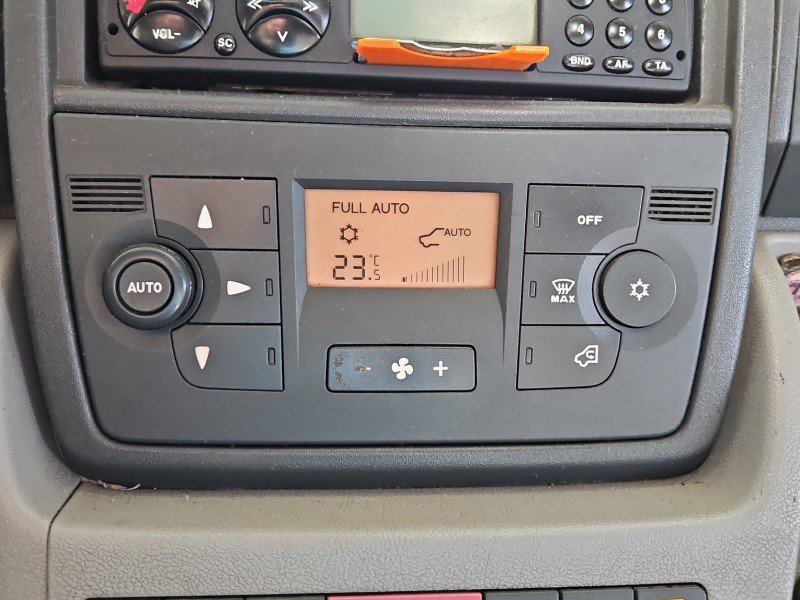 VOL-
SC
4 5 6
BND AF TA
FULL AUTO
AUTO
23.5 °C
AUTO
OFF
MAX
- +